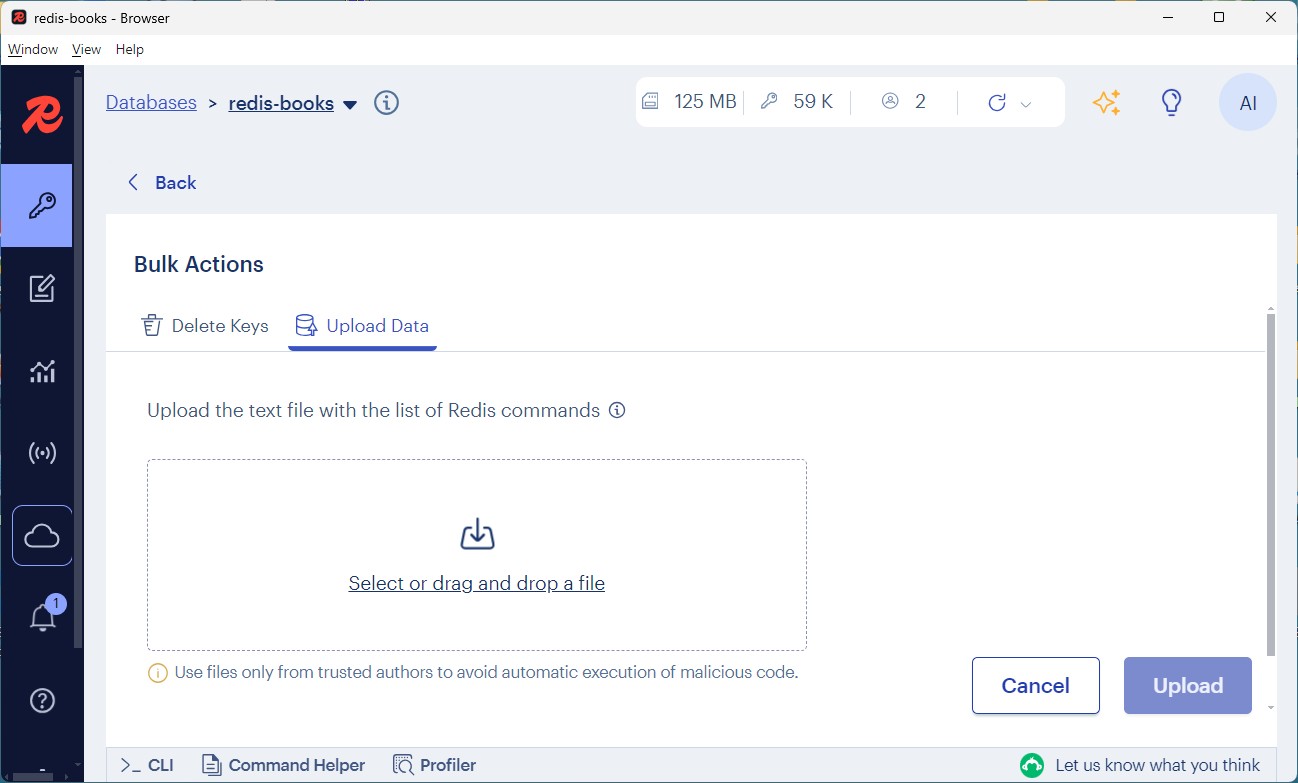 redis-books - Browser
Window View Help
Databases > redis-books
125 MB 59 K 2
AI
Back
Bulk Actions
Delete Keys Upload Data
Upload the text file with the list of Redis commands
Select or drag and drop a file
1
Use files only from trusted authors to avoid automatic execution of malicious code.
Cancel Upload
>_ CLI Command Helper Profiler Let us know what you think